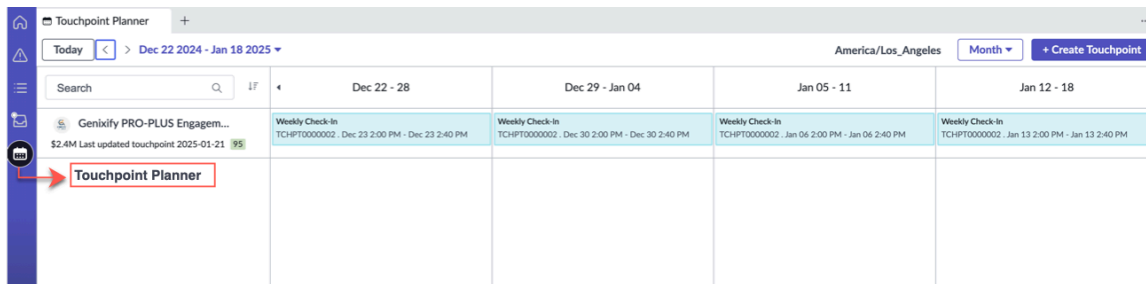 Touchpoint Planner +
Today < > Dec 22 2024 - Jan 18 2025 America/Los_Angeles Month + Create Touchpoint
Search Dec 22 - 28 Dec 29 - Jan 04 Jan 05 - 11 Jan 12 - 18
Genixify PRO-PLUS Engagem... Weekly Check-In Weekly Check-In Weekly Check-In Weekly Check-In
TCHPT0000002 . Dec 23 2:00 PM - Dec 23 2:40 PM TCHPT0000002 . Dec 30 2:00 PM - Dec 30 2:40 PM TCHPT0000002 . Jan 06 2:00 PM - Jan 06 2:40 PM TCHPT0000002 . Jan 13 2:00 PM - Jan 13 2:40 PM
$2.4M Last updated touchpoint 2025-01-21 95
Touchpoint Planner